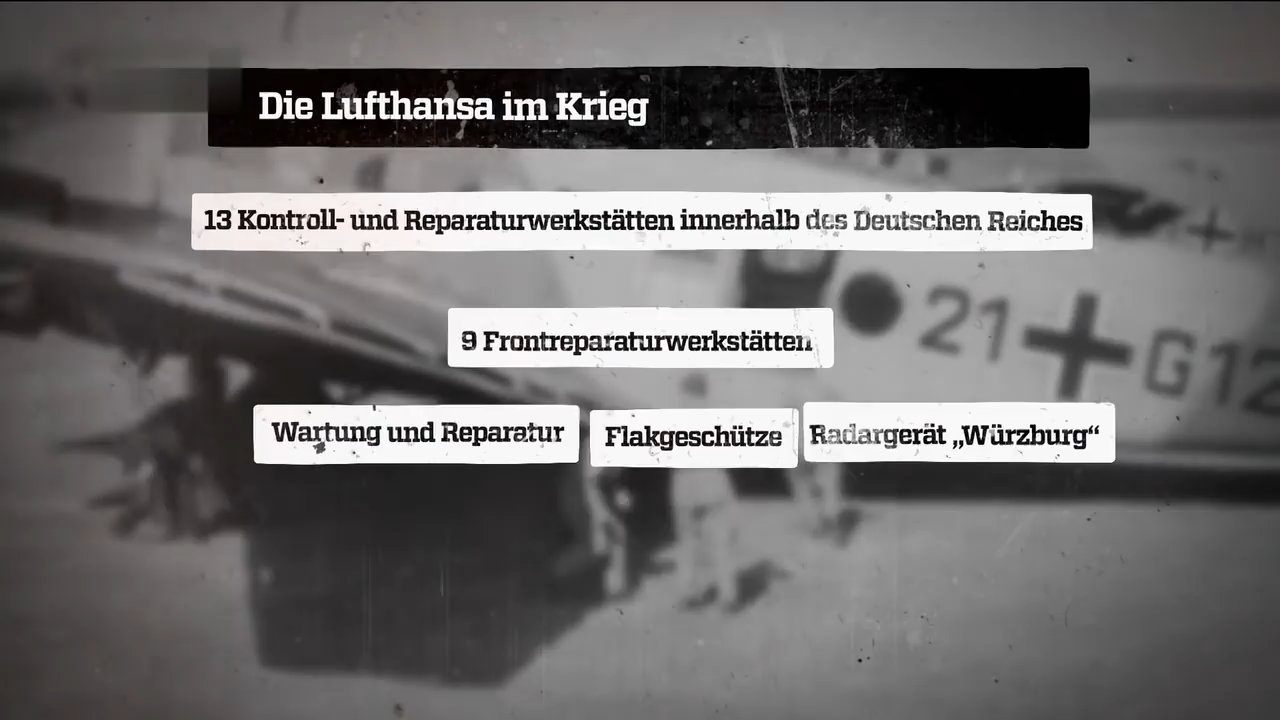 Die Lufthansa im Krieg
13 Kontroll- und Reparaturwerkstätten innerhalb des Deutschen Reiches
21 G12
9 Frontreparaturwerkstätten
Wartung und Reparatur Flakgeschütze Radargerät „Würzburg“